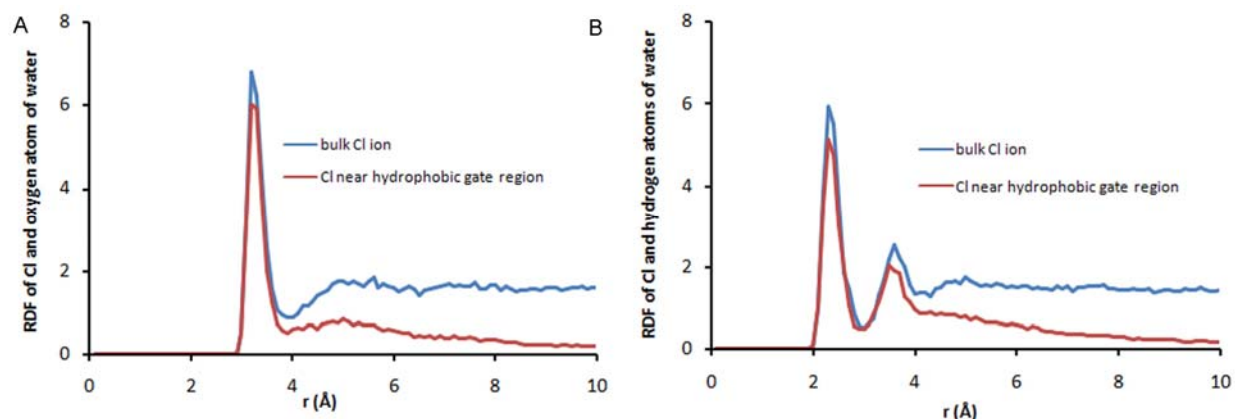 A
RDF of Cl and oxygen atom of water
8
6
4
2
0
0
2
4
6
8
10
r (Å)
bulk Cl ion
Cl near hydrophobic gate region
B
RDF of Cl and hydrogen atoms of water
8
6
4
2
0
0
2
4
6
8
10
r (Å)
bulk Cl ion
Cl near hydrophobic gate region